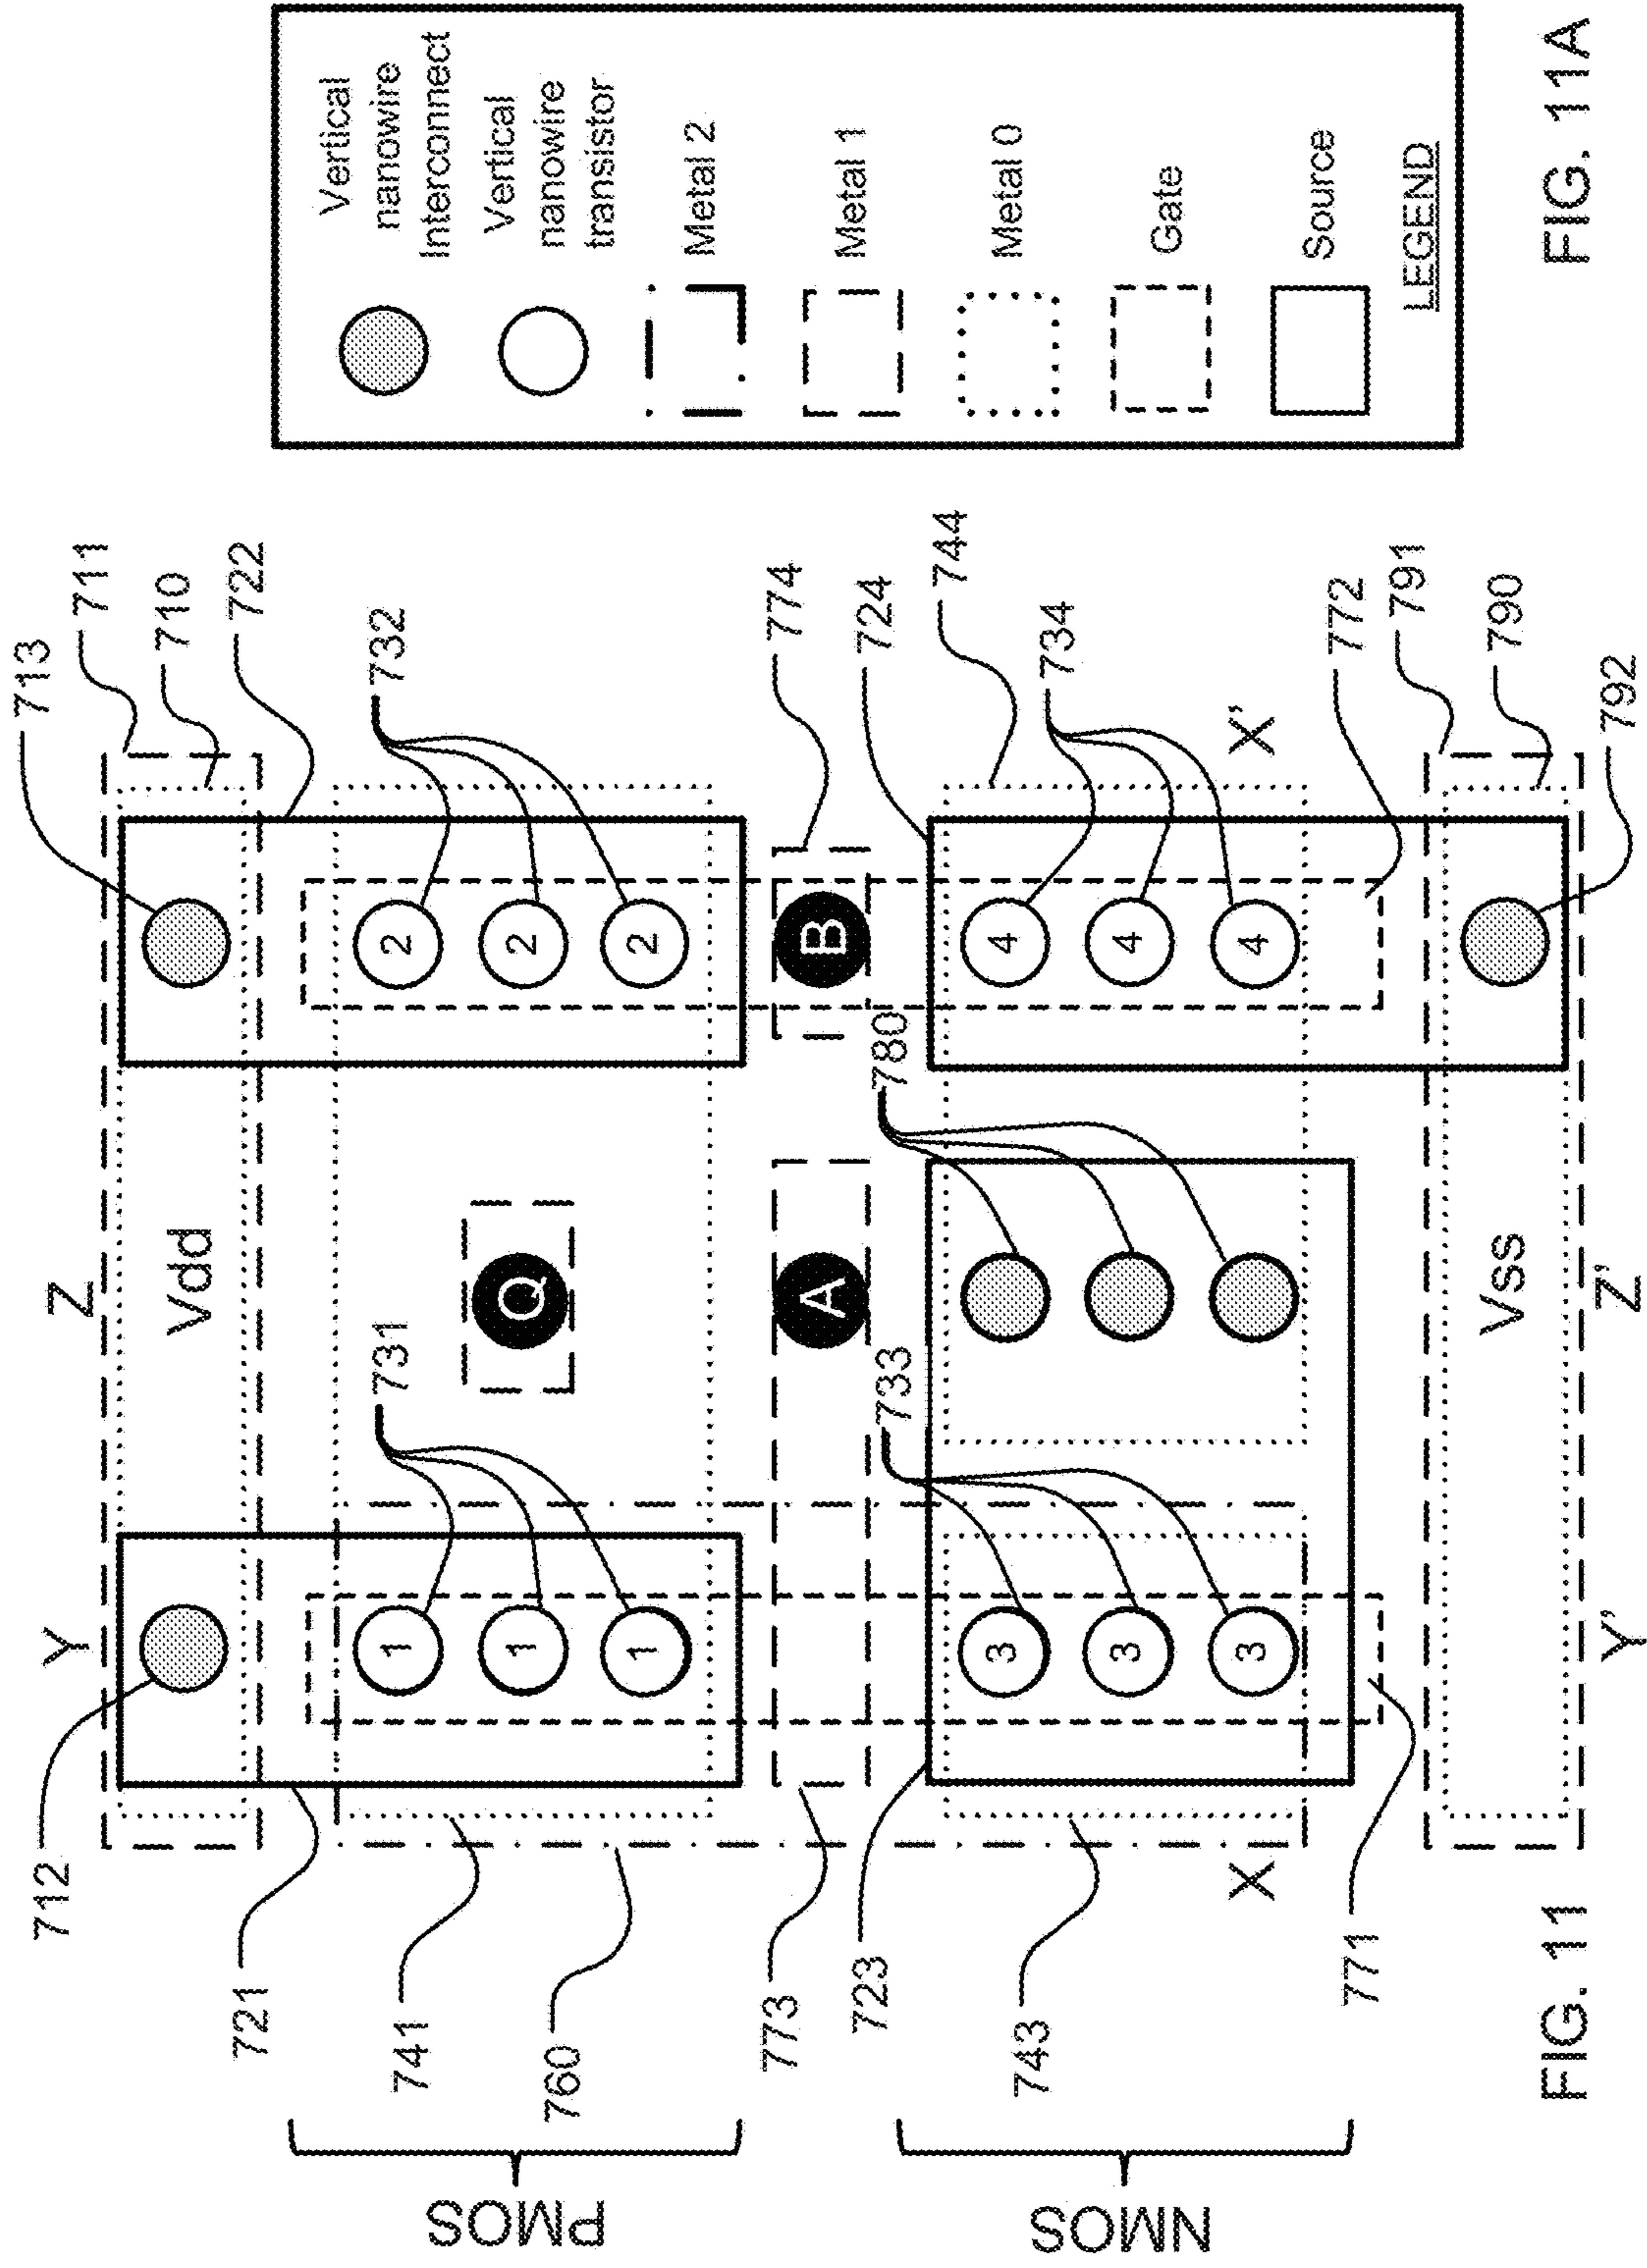 713
711
710
722
732
774
724
744
734
772
791
790
792
Z
Vdd
Y
712
721
741
760
773
723
743
771
731
733
780
Q
A
B
1
1
1
2
2
2
3
3
3
4
4
4
X
X'
Vss
Z'
Y'
PMOS
NMOS
FIG. 11
Vertical
nanowire
Interconnect
Vertical
nanowire
transistor
Metal 2
Metal 1
Metal 0
Gate
Source
LEGEND
FIG. 11A